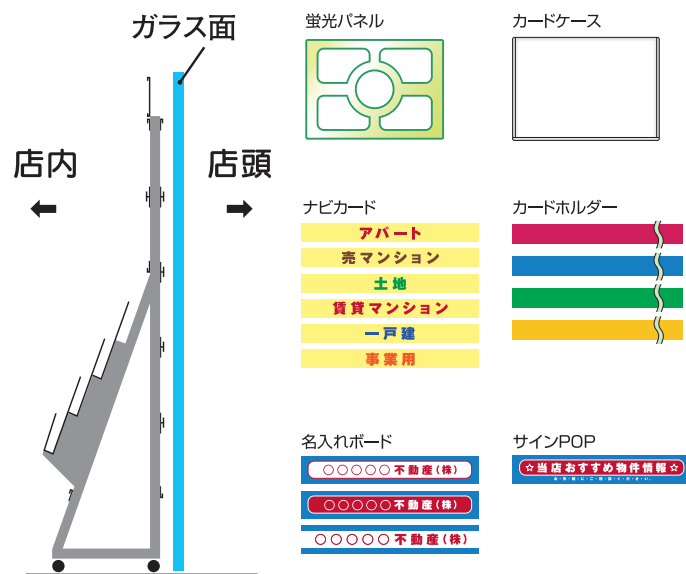 ガラス面
店内
店頭
蛍光パネル
カードケース
ナビカード
アパート
売マンション
土地
賃貸マンション
一戸建
事業用
カードホルダー
名入れボード
○○○○○不動産(株)
○○○○○不動産(株)
○○○○○不動産(株)
サインPOP
☆当店おすすめ物件情報☆